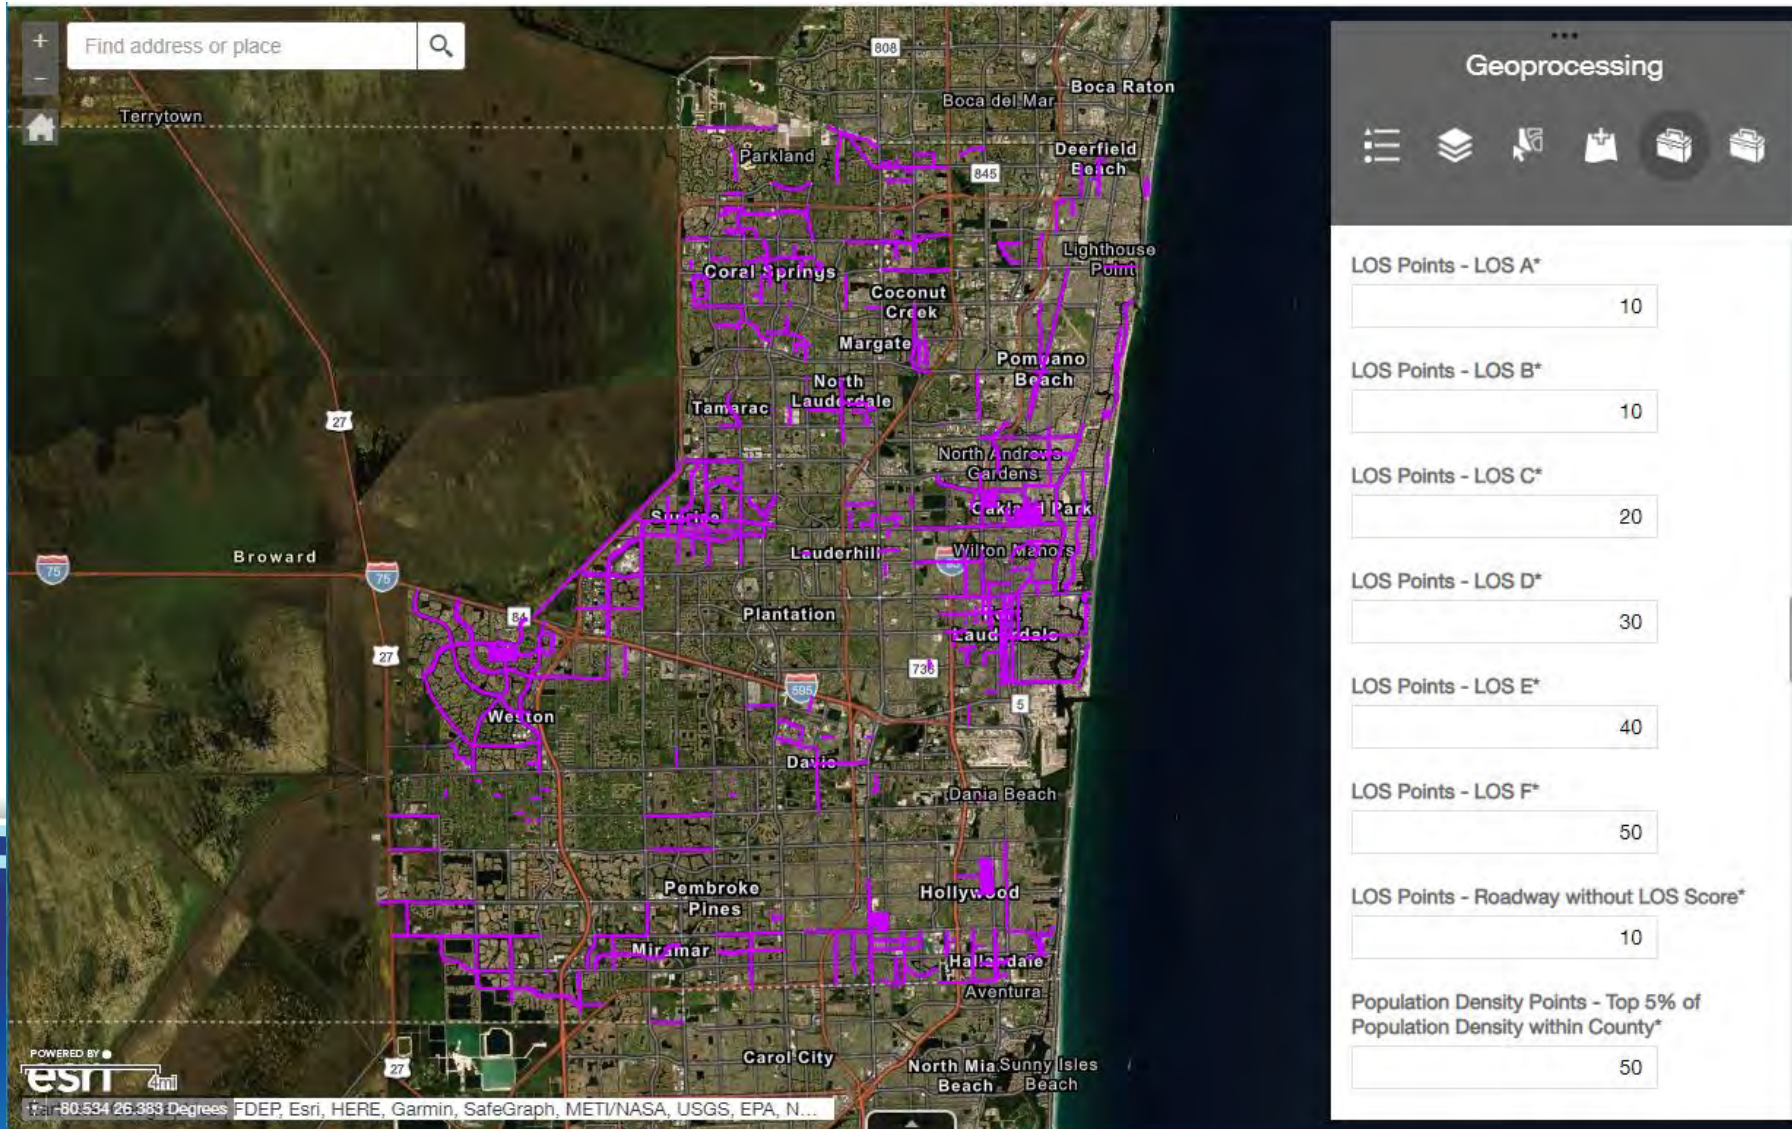 +
Find address or place
−
808
Boca Raton
Boca del Mar
Terrytown
Parkland
Deerfield
Beach
845
Lighthouse
Point
Coral Springs
Coconut
Creek
Margate
Pompano
Beach
North
Lauderdale
Tamarac
27
North Andrews
Gardens
Oakland Park
Sunrise
Lauderhill
Wilton Manors
Broward
75
75
84
Plantation
Lauderdale
27
736
595
5
Weston
Davie
Dania Beach
Pembroke
Pines
Hollywood
Miramar
Hallandale
Aventura
Carol City
27
North Mia
Beach
Sunny Isles
Beach
POWERED BY
esri
4mi
-80.534 26.383 Degrees
FDEP, Esri, HERE, Garmin, SafeGraph, METI/NASA, USGS, EPA, N...
Geoprocessing
LOS Points - LOS A*
10
LOS Points - LOS B*
10
LOS Points - LOS C*
20
LOS Points - LOS D*
30
LOS Points - LOS E*
40
LOS Points - LOS F*
50
LOS Points - Roadway without LOS Score*
10
Population Density Points - Top 5% of
Population Density within County*
50